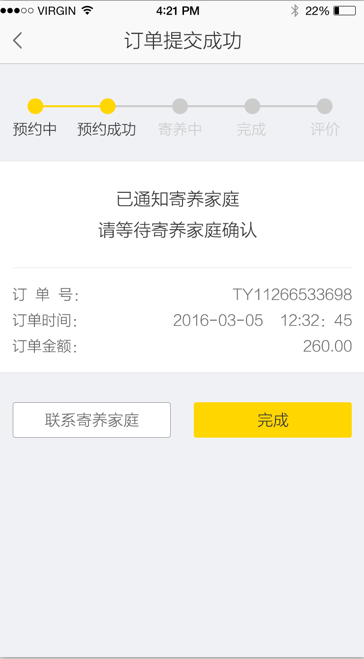 VIRGIN 4:21 PM 22%
订单提交成功
预约中 预约成功 寄养中 完成 评价
已通知寄养家庭
请等待寄养家庭确认
订 单 号: TY11266533698
订单时间: 2016-03-05 12:32: 45
订单金额: 260.00
联系寄养家庭 完成